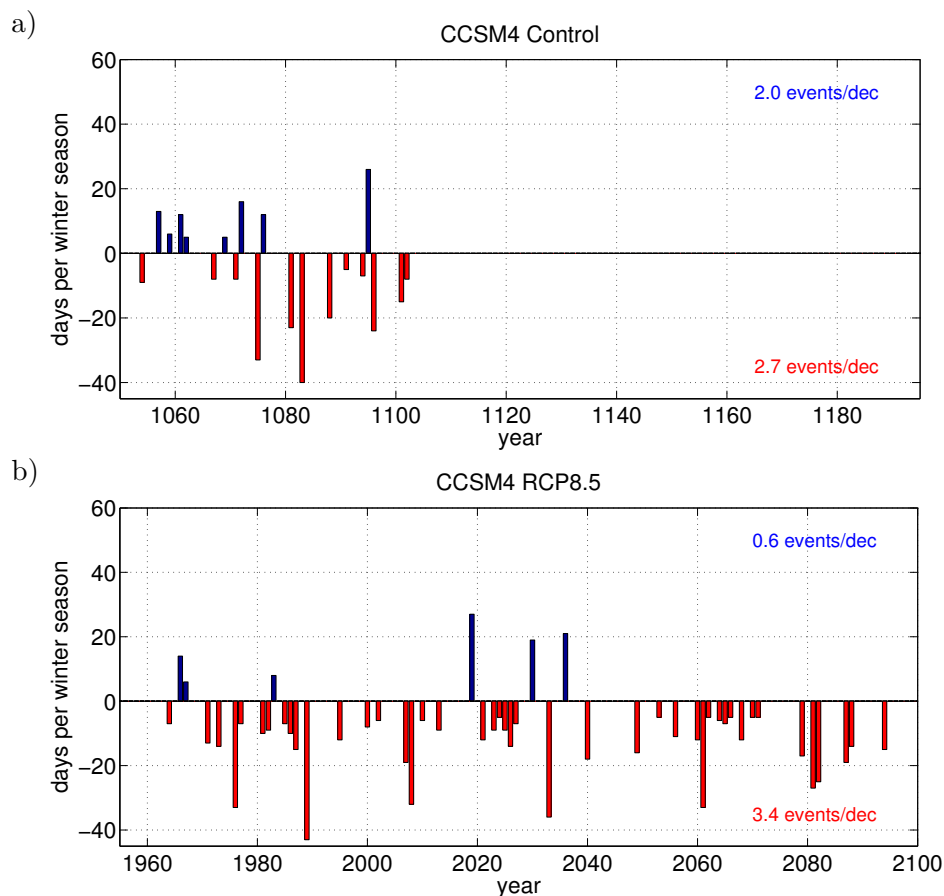 a)
CCSM4 Control
60
40
20
0
−20
−40
days per winter season
2.0 events/dec
2.7 events/dec
1060 1080 1100 1120 1140 1160 1180
year
b)
CCSM4 RCP8.5
60
40
20
0
−20
−40
days per winter season
0.6 events/dec
3.4 events/dec
1960 1980 2000 2020 2040 2060 2080 2100
year